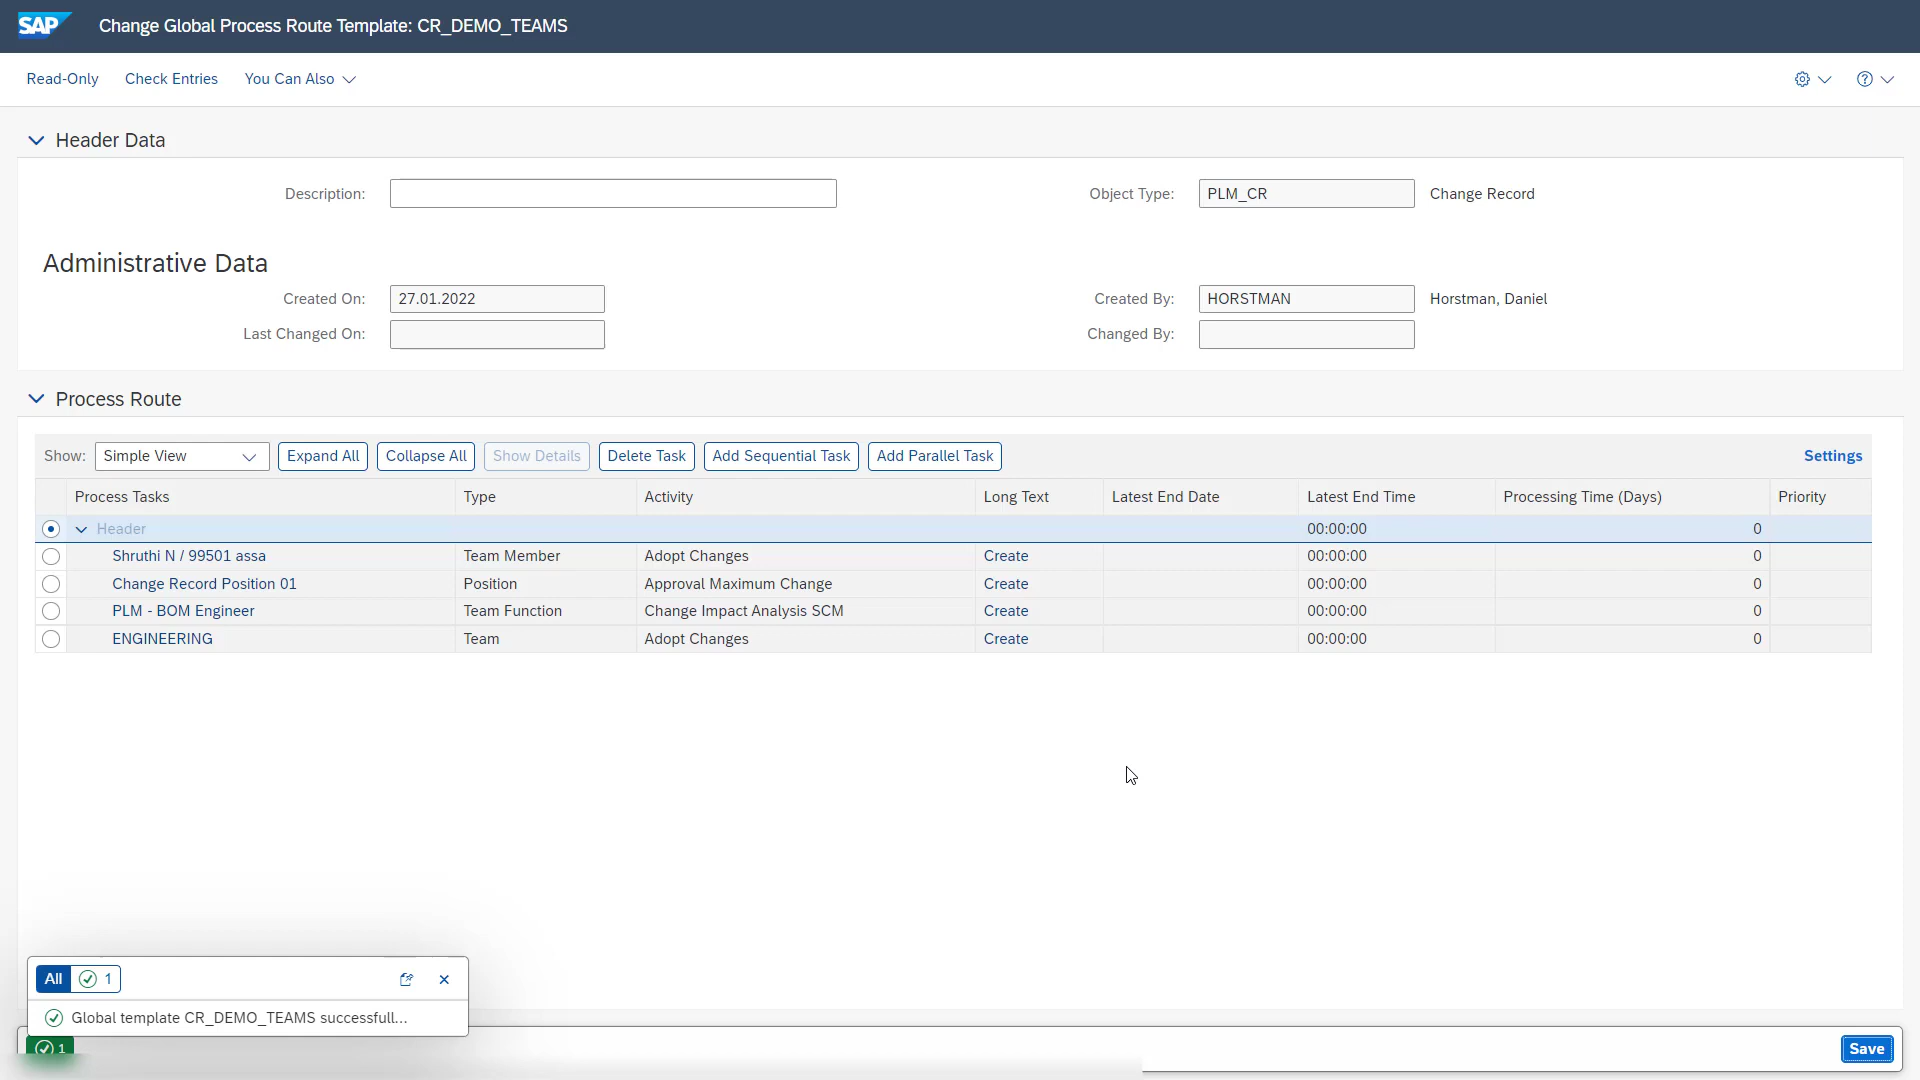 SAP Change Global Process Route Template: CR_DEMO_TEAMS
Read-Only Check Entries You Can Also
Header Data
Description: Object Type: PLM_CR Change Record
Administrative Data
Created On: 27.01.2022 Created By: HORSTMAN Horstman, Daniel
Last Changed On: Changed By:
Process Route
Show: Simple View Expand All Collapse All Show Details Delete Task Add Sequential Task Add Parallel Task Settings
Process Tasks Type Activity Long Text Latest End Date Latest End Time Processing Time (Days) Priority
Header 00:00:00 0
Shruthi N / 99501 assa Team Member Adopt Changes Create 00:00:00 0
Change Record Position 01 Position Approval Maximum Change Create 00:00:00 0
PLM - BOM Engineer Team Function Change Impact Analysis SCM Create 00:00:00 0
ENGINEERING Team Adopt Changes Create 00:00:00 0
All 1
Global template CR_DEMO_TEAMS successfull...
1 Save